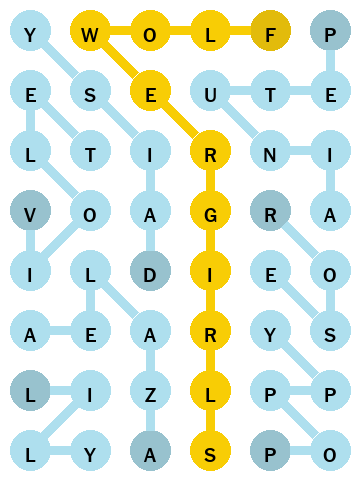 Y W O L F P
E S E U T E
L T I R N I
V O A G R A
I L D I E O
A E A R Y S
L I Z L P P
L Y A S P O